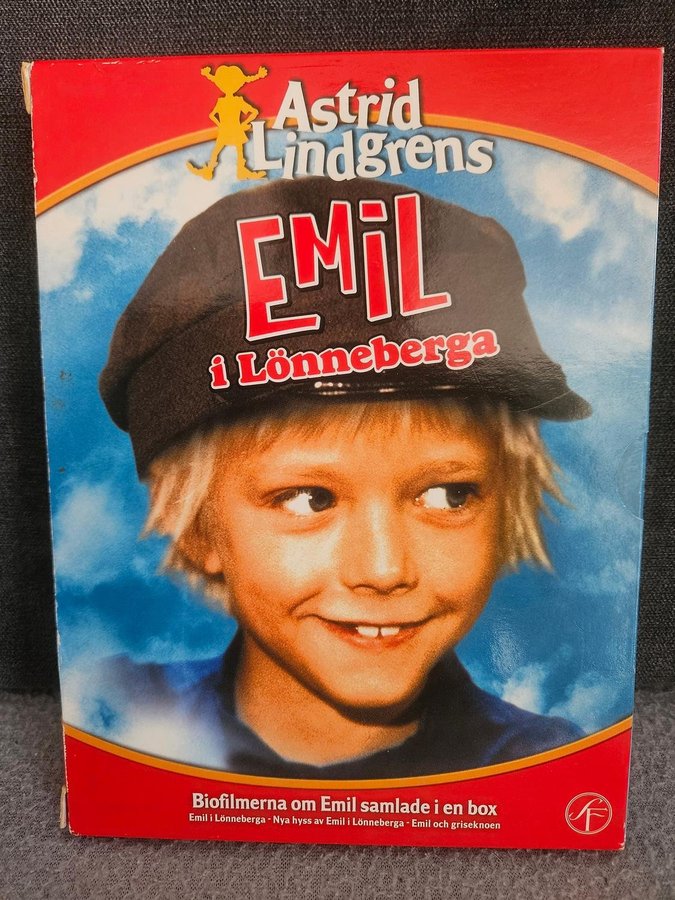 Astrid
Lindgrens
EMiL
i Lönneberga
Biofilmerna om Emil samlade i en box
Emil i Lönneberga - Nya hyss av Emil i Lönneberga - Emil och griseknoen
SF